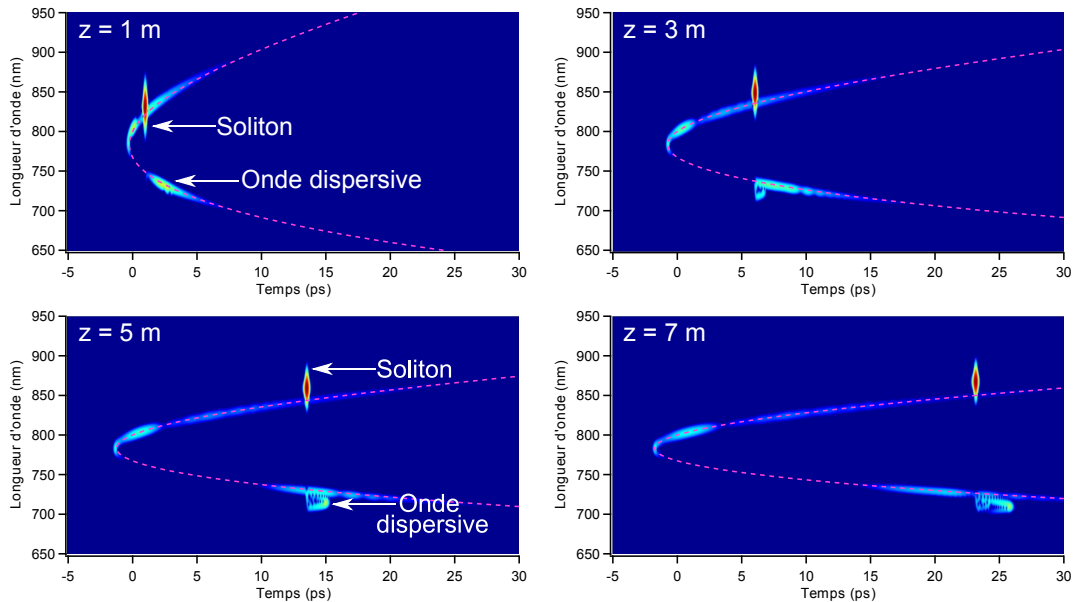 z = 1 m
Longueur d'onde (nm)
950
900
850
800
750
700
650
Soliton
Onde dispersive
-5 0 5 10 15 20 25 30
Temps (ps)
z = 3 m
Longueur d'onde (nm)
950
900
850
800
750
700
650
-5 0 5 10 15 20 25 30
Temps (ps)
z = 5 m
Longueur d'onde (nm)
950
900
850
800
750
700
650
Soliton
Onde
dispersive
-5 0 5 10 15 20 25 30
Temps (ps)
z = 7 m
Longueur d'onde (nm)
950
900
850
800
750
700
650
-5 0 5 10 15 20 25 30
Temps (ps)